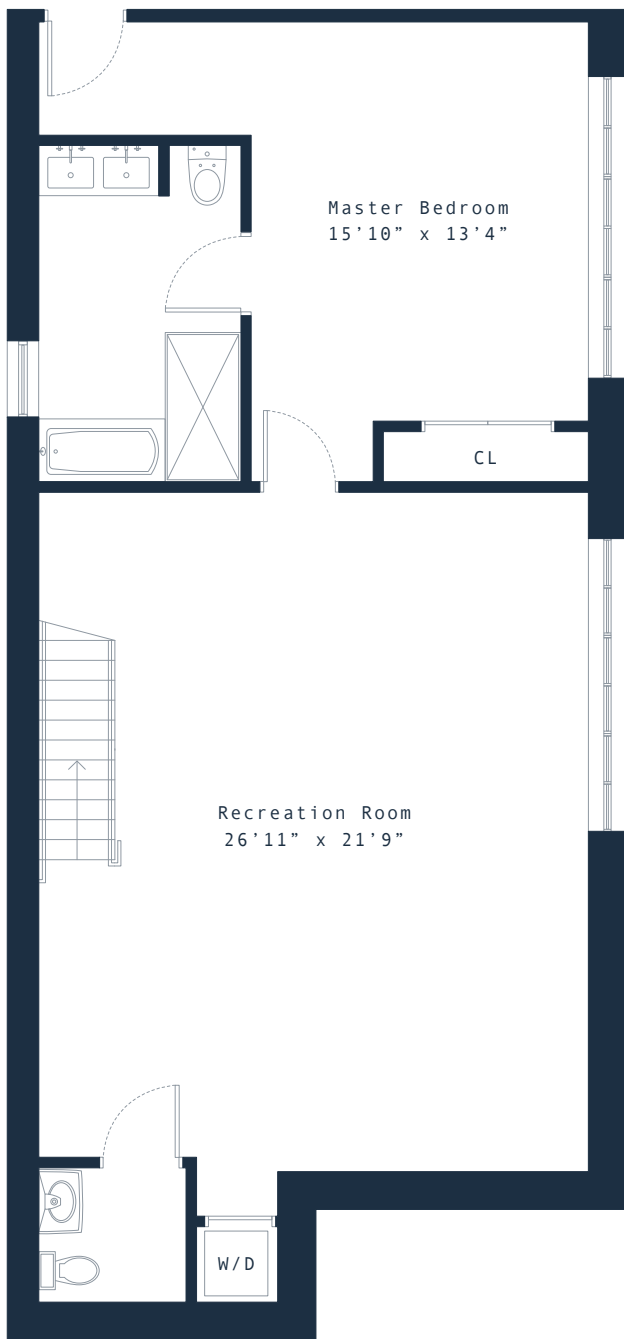 Master Bedroom
15’10” x 13’4”
CL
Recreation Room
26’11” x 21’9”
W/D